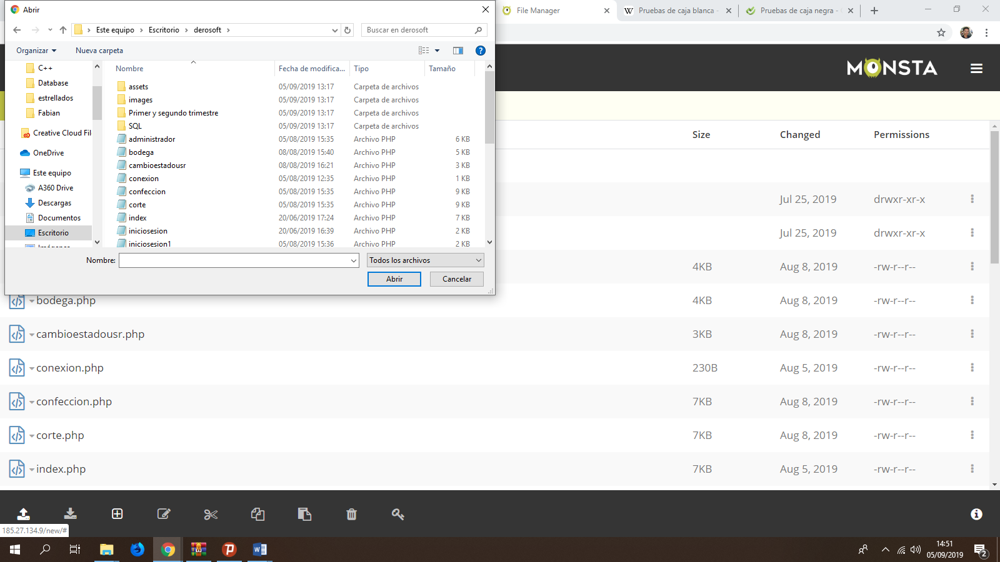 Abrir
File Manager
Pruebas de caja blanca -
Pruebas de caja negra -
Este equipo › Escritorio › derosoft ›
Buscar en derosoft
Organizar
Nueva carpeta
C++
Database
estrellados
Fabian
Creative Cloud Fil
OneDrive
Este equipo
A360 Drive
Descargas
Documentos
Escritorio
Nombre Fecha de modifica... Tipo Tamaño
assets 05/09/2019 13:17 Carpeta de archivos
images 05/09/2019 13:17 Carpeta de archivos
Primer y segundo trimestre 05/09/2019 13:17 Carpeta de archivos
SQL 05/09/2019 13:17 Carpeta de archivos
administrador 05/08/2019 15:35 Archivo PHP 6 KB
bodega 08/08/2019 15:40 Archivo PHP 5 KB
cambioestadousr 08/08/2019 16:21 Archivo PHP 3 KB
conexion 05/08/2019 12:35 Archivo PHP 1 KB
confeccion 05/08/2019 15:35 Archivo PHP 9 KB
corte 05/08/2019 15:35 Archivo PHP 9 KB
index 20/06/2019 17:24 Archivo PHP 7 KB
iniciosesion 20/06/2019 16:39 Archivo PHP 2 KB
iniciosesion1 05/08/2019 15:36 Archivo PHP 2 KB
Nombre:
Todos los archivos
Abrir
Cancelar
MONSTA
Size Changed Permissions
Jul 25, 2019 drwxr-xr-x
Jul 25, 2019 drwxr-xr-x
4KB Aug 8, 2019 -rw-r--r--
bodega.php 4KB Aug 8, 2019 -rw-r--r--
cambioestadousr.php 3KB Aug 8, 2019 -rw-r--r--
conexion.php 230B Aug 5, 2019 -rw-r--r--
confeccion.php 7KB Aug 8, 2019 -rw-r--r--
corte.php 7KB Aug 8, 2019 -rw-r--r--
index.php 7KB Aug 5, 2019 -rw-r--r--
185.27.134.9/new/#
14:51
05/09/2019
2